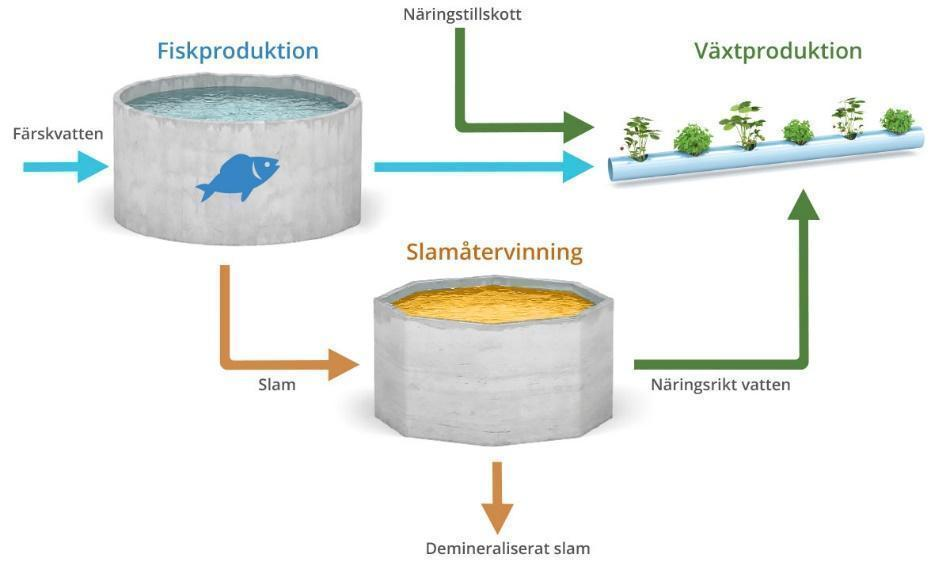 Näringstillskott
Fiskproduktion
Växtproduktion
Färskvatten
Slamåtervinning
Slam
Näringsrikt vatten
Demineraliserat slam